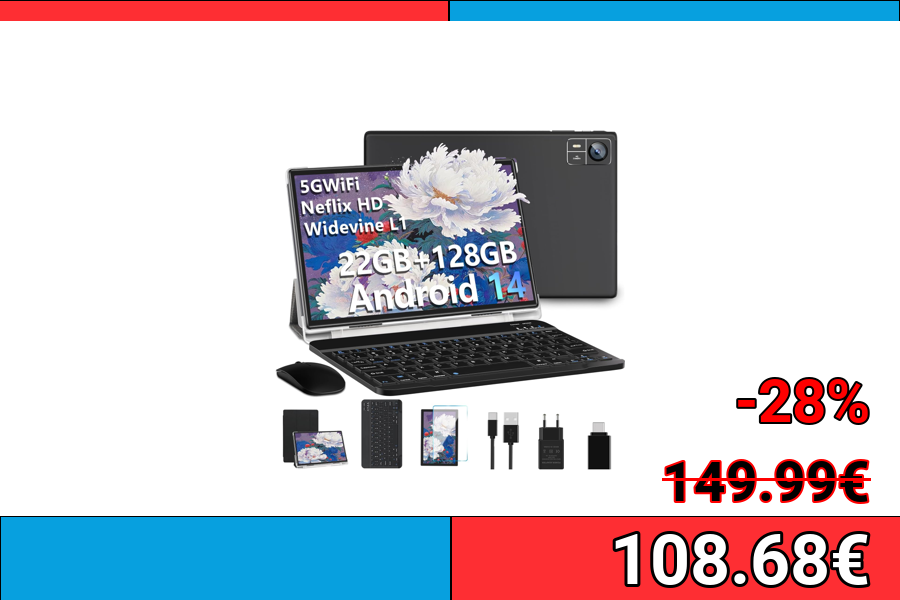 5GWiFi
Neflix HD
Widevine L1
22GB+128GB
Android 14
-28%
149.99€
108.68€